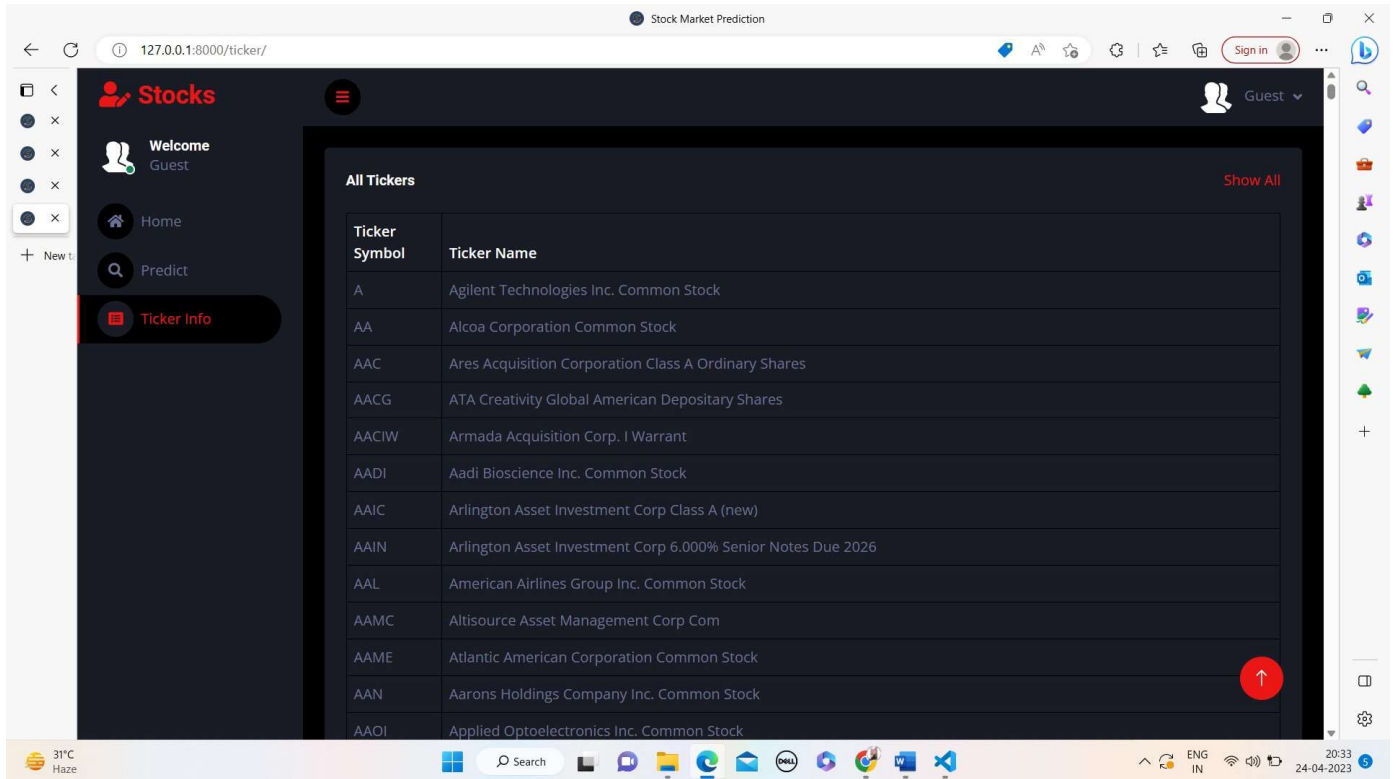 Stock Market Prediction
127.0.0.1:8000/ticker/
Sign in
New t
Stocks
Guest
Welcome
Guest
Home
Predict
Ticker Info
All Tickers
Show All
Ticker Symbol
Ticker Name
A
Agilent Technologies Inc. Common Stock
AA
Alcoa Corporation Common Stock
AAC
Ares Acquisition Corporation Class A Ordinary Shares
AACG
ATA Creativity Global American Depositary Shares
AACIW
Armada Acquisition Corp. I Warrant
AADI
Aadi Bioscience Inc. Common Stock
AAIC
Arlington Asset Investment Corp Class A (new)
AAIN
Arlington Asset Investment Corp 6.000% Senior Notes Due 2026
AAL
American Airlines Group Inc. Common Stock
AAMC
Altisource Asset Management Corp Com
AAME
Atlantic American Corporation Common Stock
AAN
Aarons Holdings Company Inc. Common Stock
AAOI
Applied Optoelectronics Inc. Common Stock
31°C
Haze
Search
DELL
ENG
IN
20:33
24-04-2023
5